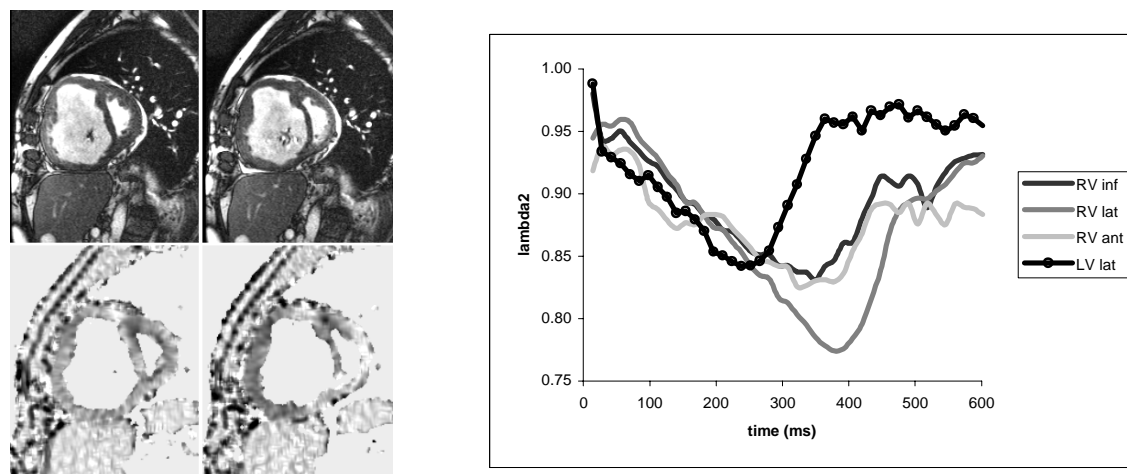 1.00
0.95
0.90
0.85
0.80
0.75
lambda2
0 100 200 300 400 500 600
time (ms)
RV inf
RV lat
RV ant
LV lat